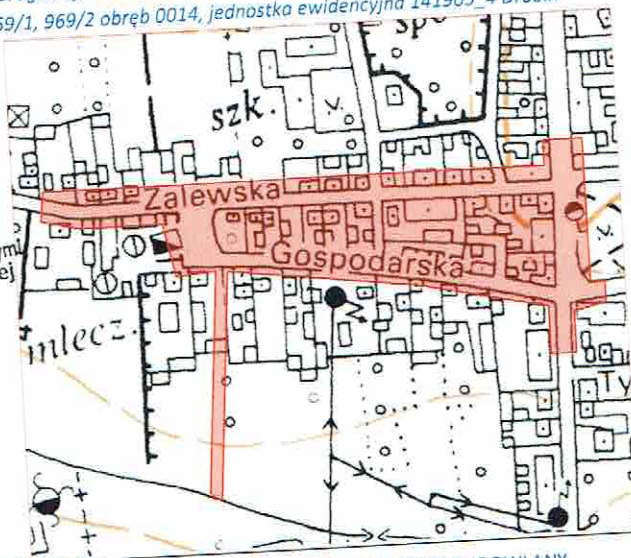 69/1, 969/2 obręb 0014, jednostka ewidencyjna 141905_4
szk.
Zalewska
Gospodarska
mlecz.
Ty